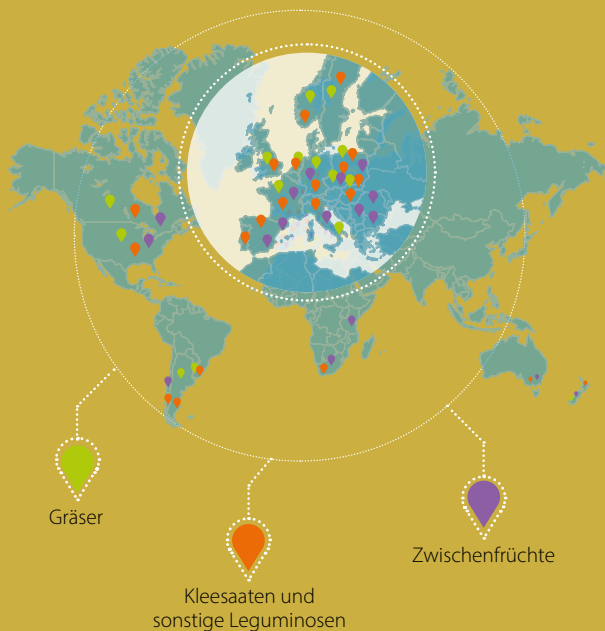 Gräser
Zwischenfrüchte
Kleesaaten und
sonstige Leguminosen